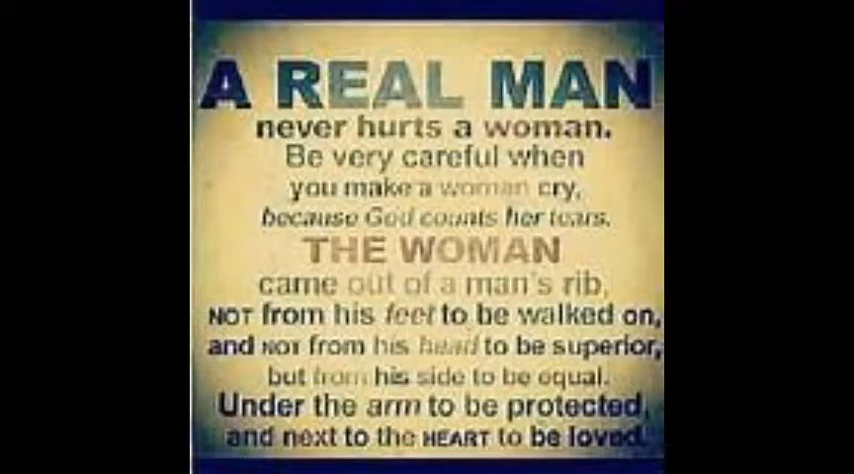 A REAL MAN
never hurts a woman.
Be very careful when
you make a woman cry,
because God counts her tears.
THE WOMAN
came out of a man's rib,
NOT from his feet to be walked on,
and NOT from his head to be superior,
but from his side to be equal.
Under the arm to be protected,
and next to the HEART to be loved.